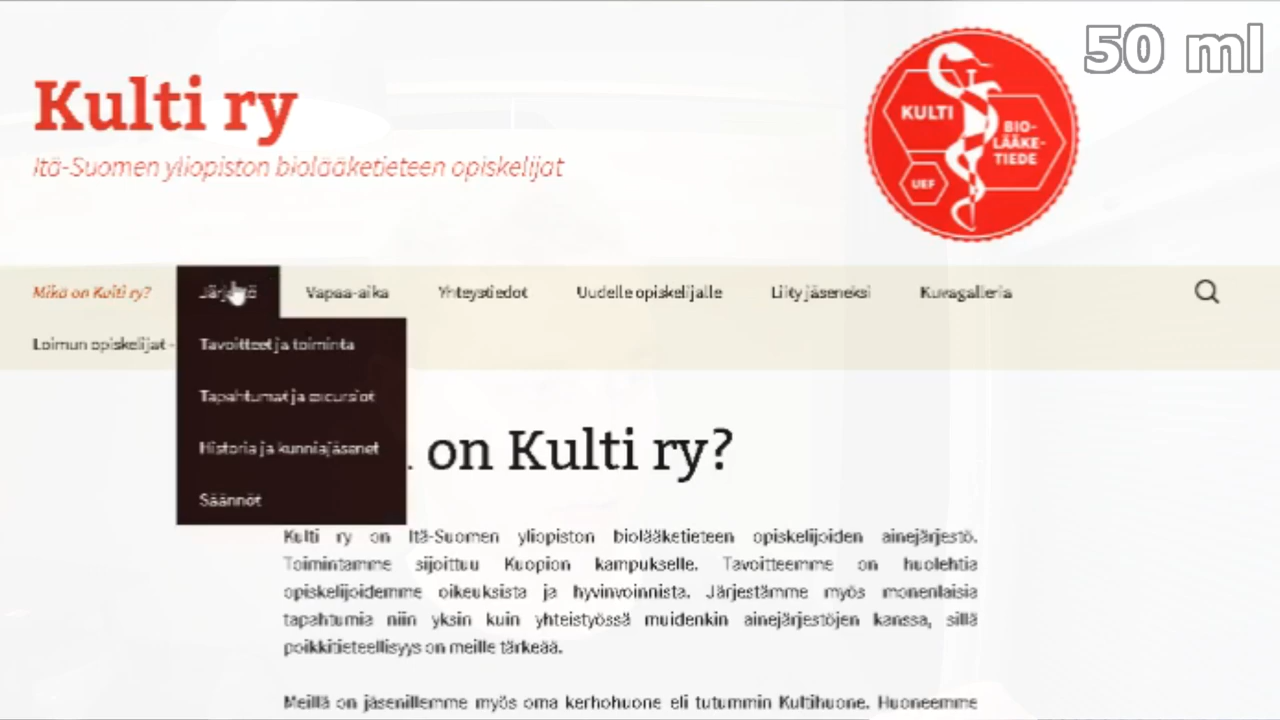 50 ml
Kulti ry
Itä-Suomen yliopiston biolääketieteen opiskelijat
KULTI
BIO-
LÄÄKE-
TIEDE
UEF
Mikä on Kulti ry? Vapaa-aika Yhteystiedot Uudelle opiskelijalle Liity jäseneksi Kuvagalleria
Loimun opiskelijat -
Tavoitteet ja toiminta
Tapahtumat ja excursiot
Historia ja kunniajäsenet
Säännöt
on Kulti ry?
Kulti ry on Itä-Suomen yliopiston biolääketieteen opiskelijoiden ainejärjestö.
Toimintamme sijoittuu Kuopion kampukselle. Tavoitteemme on huolehtia
opiskelijoidemme oikeuksista ja hyvinvoinnista. Järjestämme myös monenlaisia
tapahtumia niin yksin kuin yhteistyössä muidenkin ainejärjestöjen kanssa, sillä
poikkitieteellisyys on meille tärkeää.
Meillä on jäsenillemme myös oma kerhohuone eli tutummin Kultihuone. Huoneemme